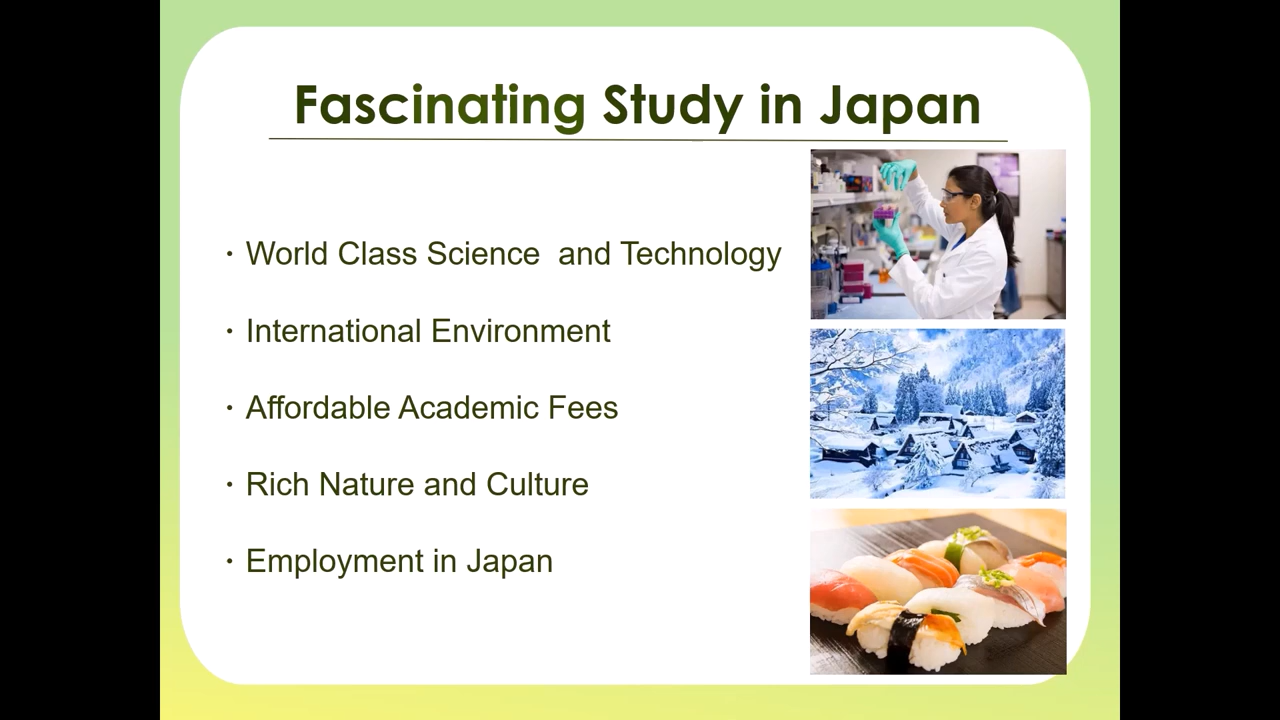 Fascinating Study in Japan
・World Class Science  and Technology
・International Environment
・Affordable Academic Fees
・Rich Nature and Culture
・Employment in Japan